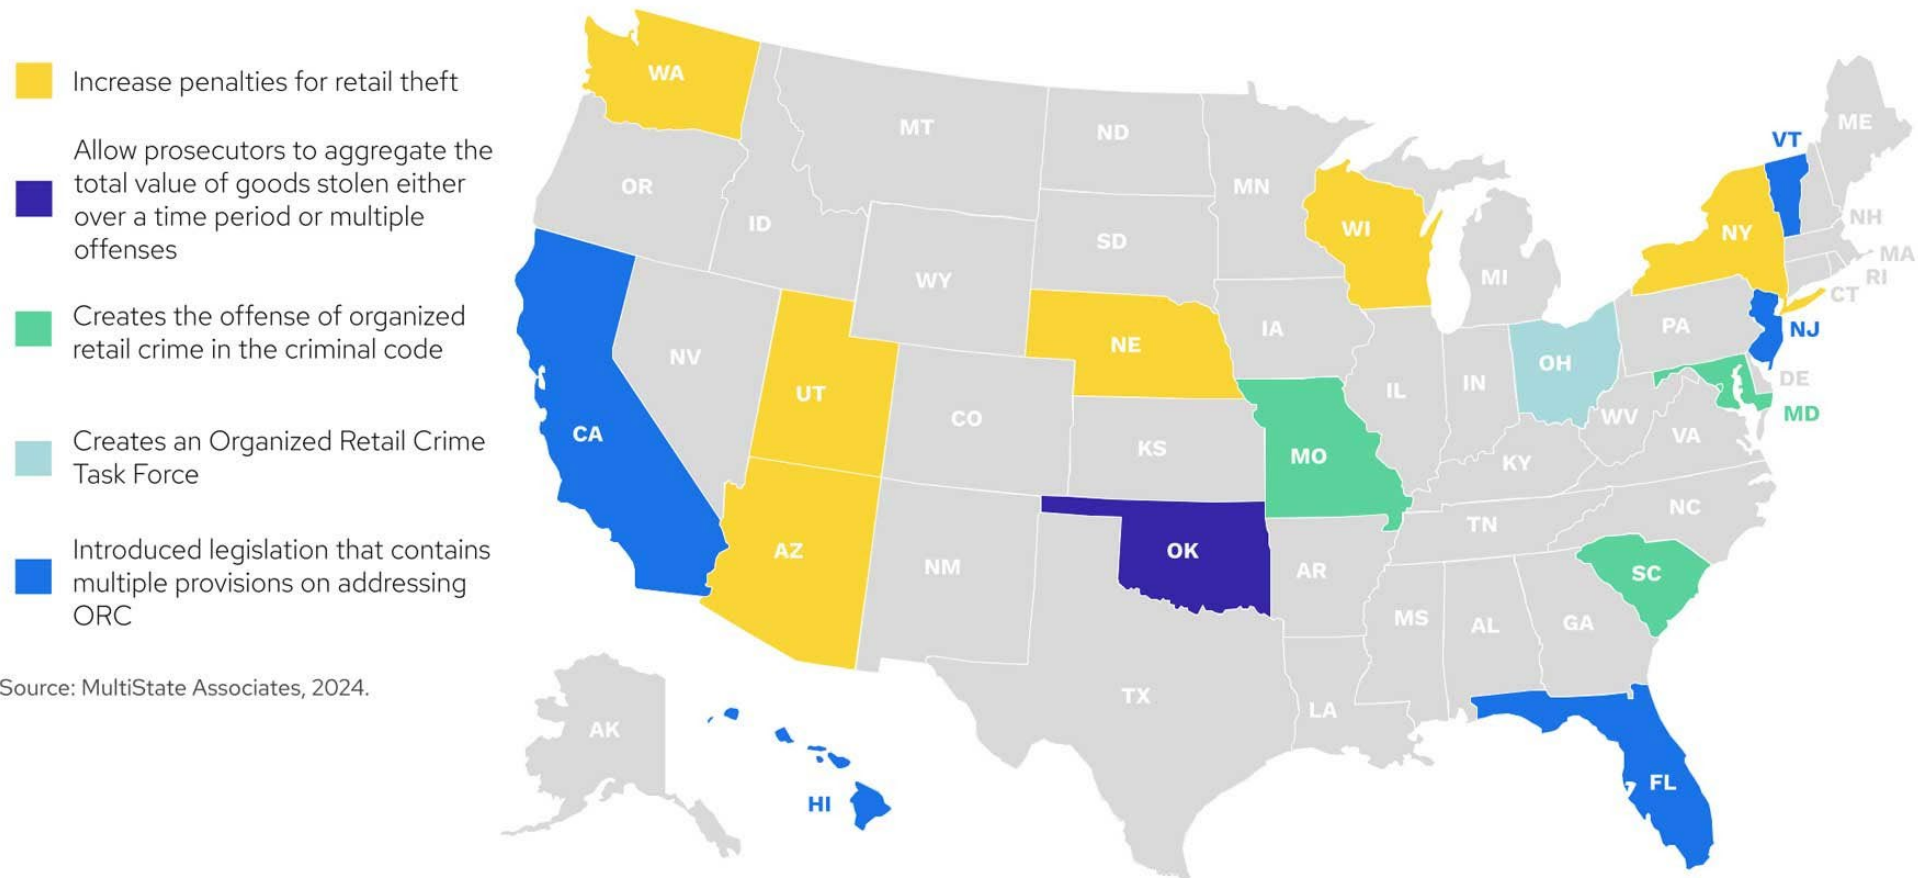 Increase penalties for retail theft
Allow prosecutors to aggregate the
total value of goods stolen either
over a time period or multiple
offenses
Creates the offense of organized
retail crime in the criminal code
Creates an Organized Retail Crime
Task Force
Introduced legislation that contains
multiple provisions on addressing
ORC
Source: MultiState Associates, 2024.
WA
MT
ND
MN
OR
ID
SD
WI
MI
NY
VT
ME
NH
MA
RI
CT
WY
NV
UT
CO
NE
IA
IL
IN
OH
PA
NJ
DE
MD
WV
VA
CA
KS
MO
KY
AZ
NM
OK
AR
TN
NC
SC
MS
AL
GA
TX
LA
FL
AK
HI